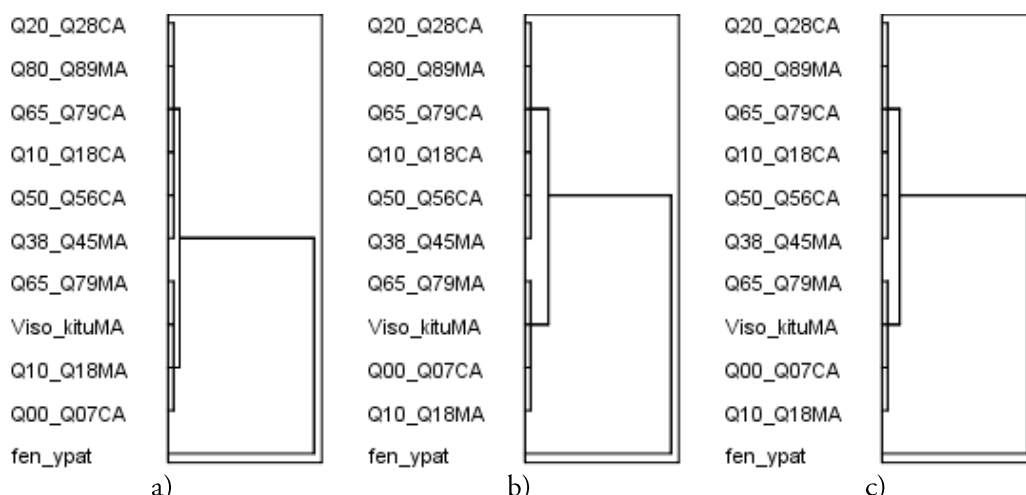 Q20_Q28CA
Q80_Q89MA
Q65_Q79CA
Q10_Q18CA
Q50_Q56CA
Q38_Q45MA
Q65_Q79MA
Viso_kituMA
Q10_Q18MA
Q00_Q07CA
fen_ypat
a)
Q20_Q28CA
Q80_Q89MA
Q65_Q79CA
Q10_Q18CA
Q50_Q56CA
Q38_Q45MA
Q65_Q79MA
Viso_kituMA
Q00_Q07CA
Q10_Q18MA
fen_ypat
b)
Q20_Q28CA
Q80_Q89MA
Q65_Q79CA
Q10_Q18CA
Q50_Q56CA
Q38_Q45MA
Q65_Q79MA
Viso_kituMA
Q00_Q07CA
Q10_Q18MA
fen_ypat
c)